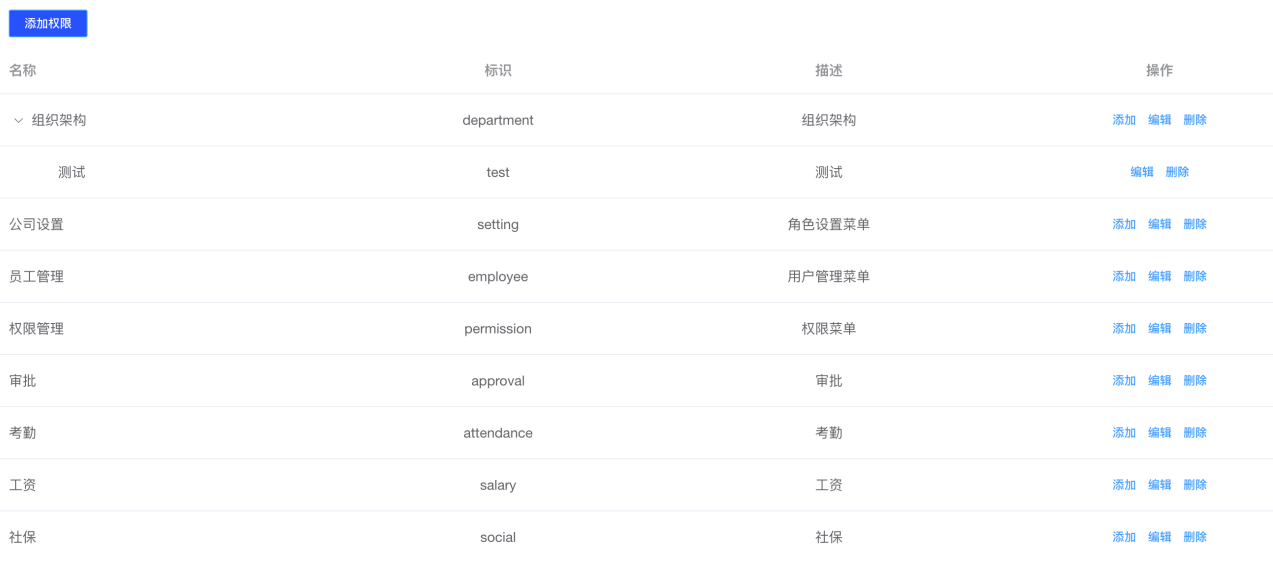 添加权限
名称 标识 描述 操作
组织架构 department 组织架构 添加 编辑 删除
测试 test 测试 编辑 删除
公司设置 setting 角色设置菜单 添加 编辑 删除
员工管理 employee 用户管理菜单 添加 编辑 删除
权限管理 permission 权限菜单 添加 编辑 删除
审批 approval 审批 添加 编辑 删除
考勤 attendance 考勤 添加 编辑 删除
工资 salary 工资 添加 编辑 删除
社保 social 社保 添加 编辑 删除